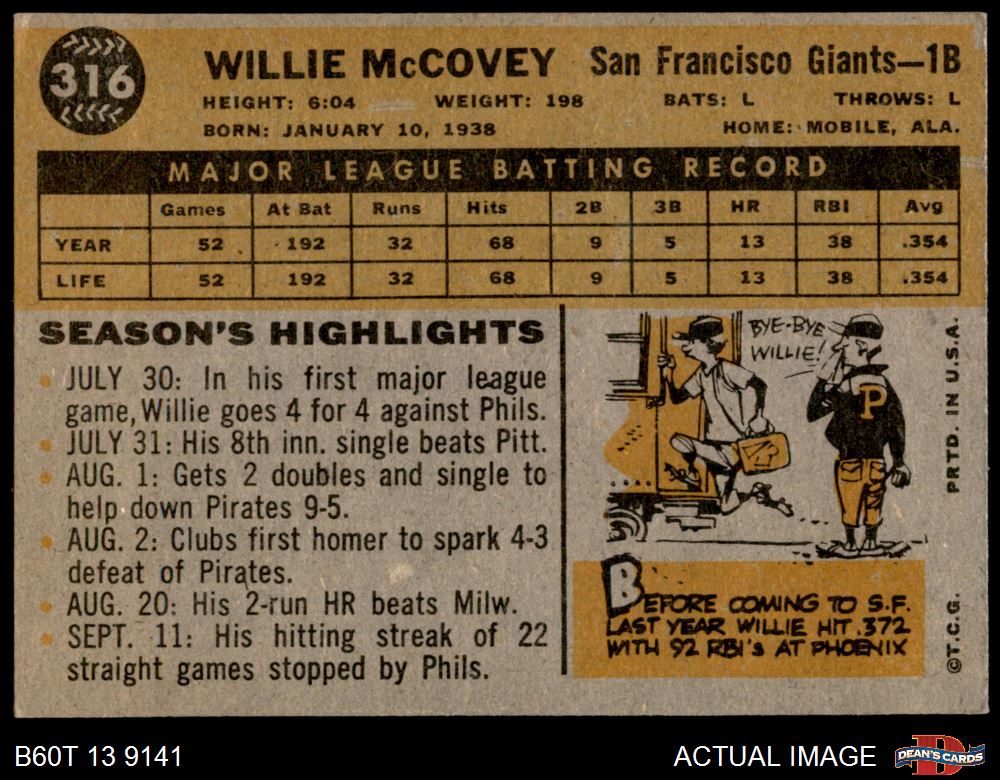 316
WILLIE McCOVEY San Francisco Giants—1B
HEIGHT: 6:04 WEIGHT: 198 BATS: L THROWS: L
BORN: JANUARY 10, 1938 HOME: MOBILE, ALA.
MAJOR LEAGUE BATTING RECORD
Games At Bat Runs Hits 2B 3B HR RBI Avg
YEAR 52 192 32 68 9 5 13 38 .354
LIFE 52 192 32 68 9 5 13 38 .354
SEASON'S HIGHLIGHTS
• JULY 30: In his first major league
game, Willie goes 4 for 4 against Phils.
• JULY 31: His 8th inn. single beats Pitt.
• AUG. 1: Gets 2 doubles and single to
help down Pirates 9-5.
• AUG. 2: Clubs first homer to spark 4-3
defeat of Pirates.
• AUG. 20: His 2-run HR beats Milw.
• SEPT. 11: His hitting streak of 22
straight games stopped by Phils.
BYE-BYE
WILLIE!
P
BEFORE COMING TO S.F.
LAST YEAR WILLIE HIT .372
WITH 92 RBI'S AT PHOENIX
PRTD. IN U.S.A.
©T.C.G.
B60T 13 9141
ACTUAL IMAGE
DEAN'S CARDS